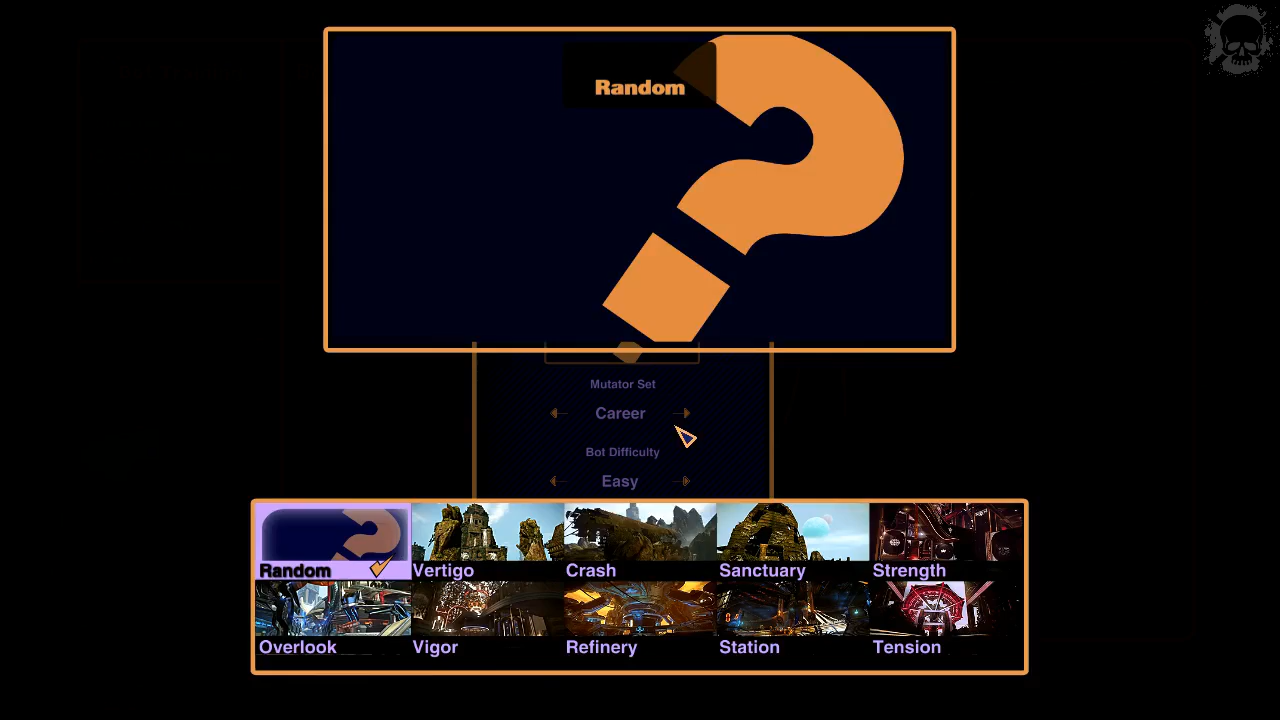 Random
Mutator Set
Career
Bot Difficulty
Easy
Random
Vertigo
Crash
Sanctuary
Strength
Overlook
Vigor
Refinery
Station
Tension